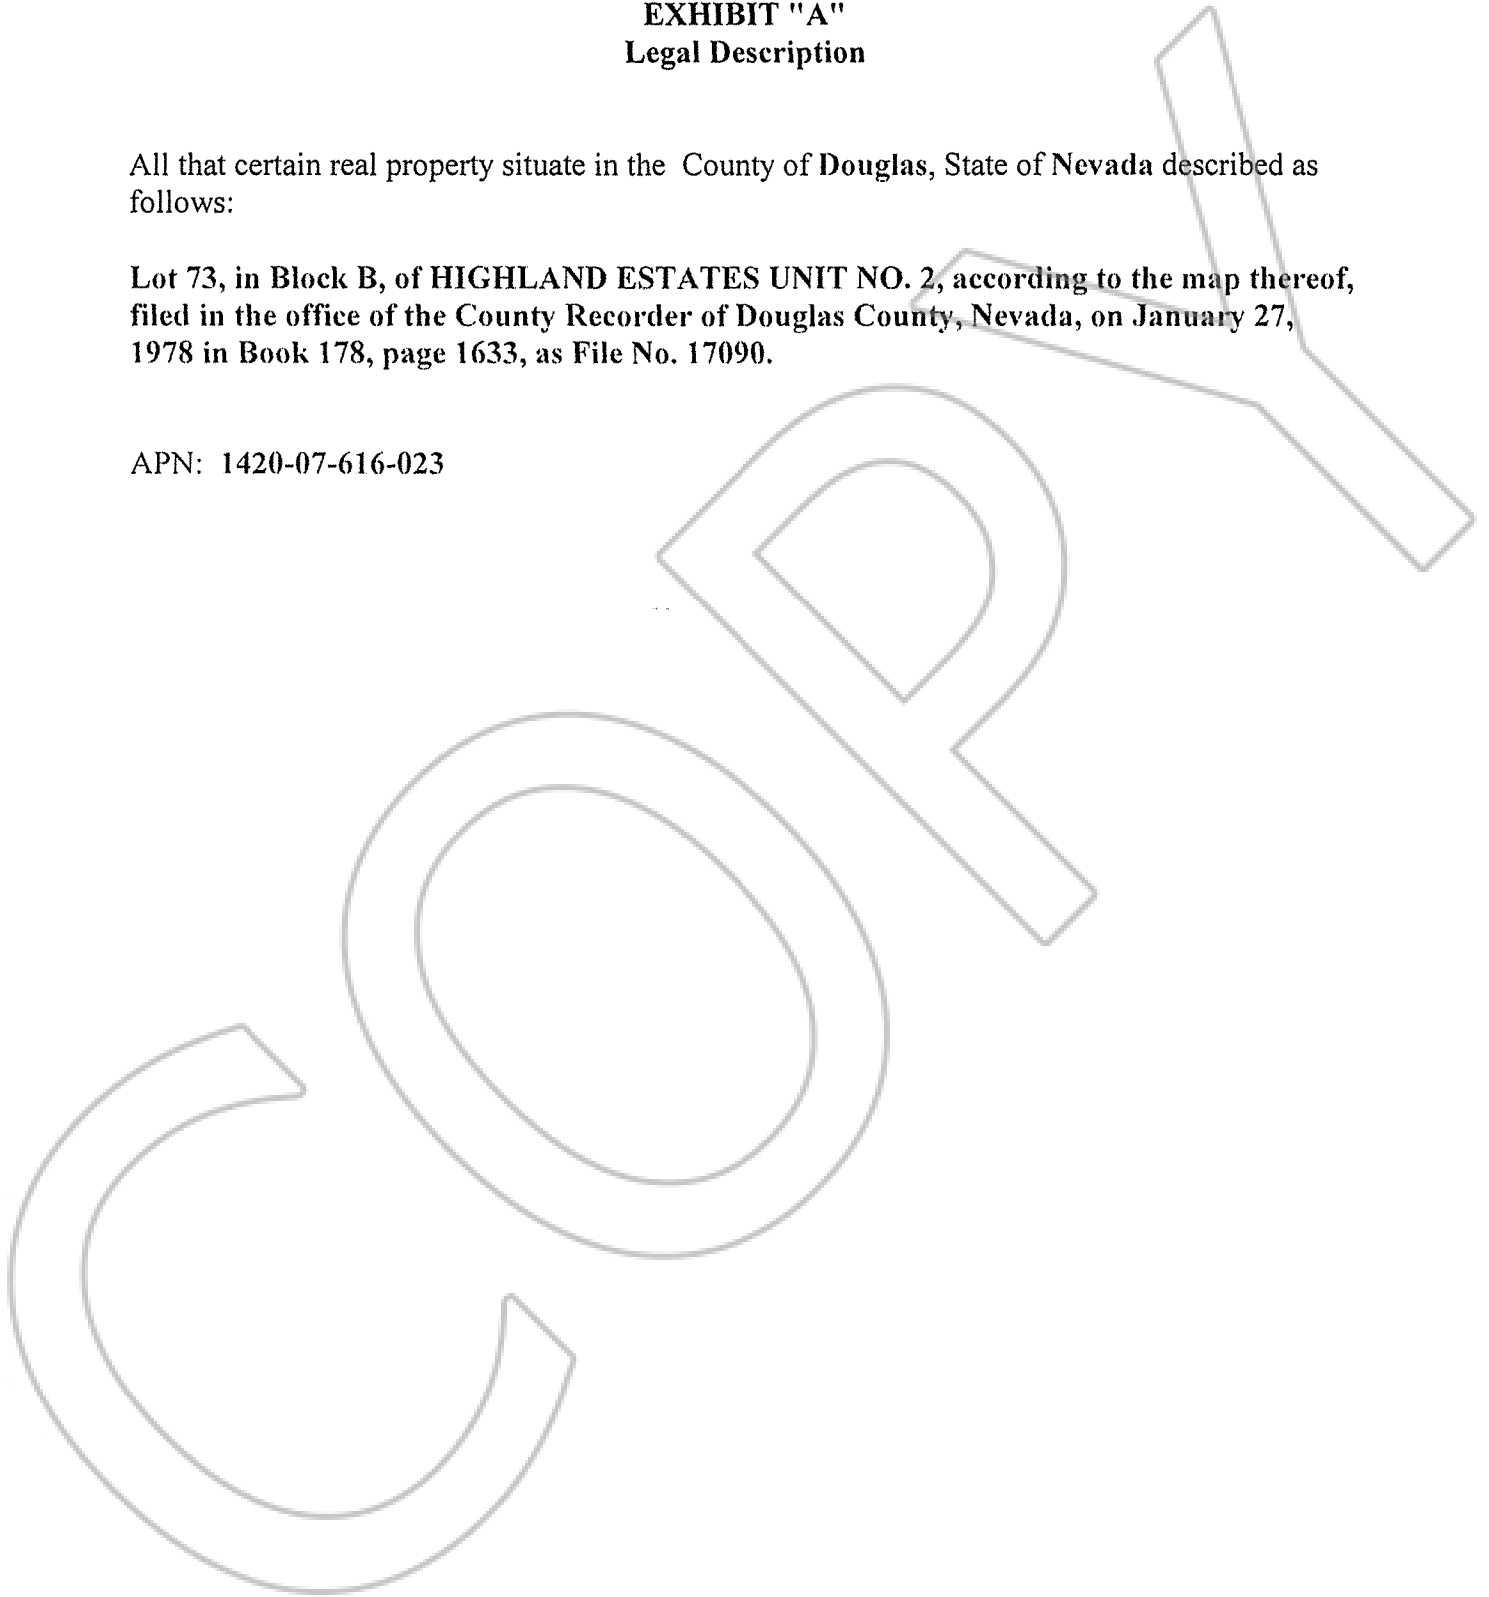 EXHIBIT "A"
Legal Description
All that certain real property situate in the County of Douglas, State of Nevada described as
follows:
Lot 73, in Block B, of HIGHLAND ESTATES UNIT NO. 2, according to the map thereof,
filed in the office of the County Recorder of Douglas County, Nevada, on January 27,
1978 in Book 178, page 1633, as File No. 17090.
APN: 1420-07-616-023
COPY